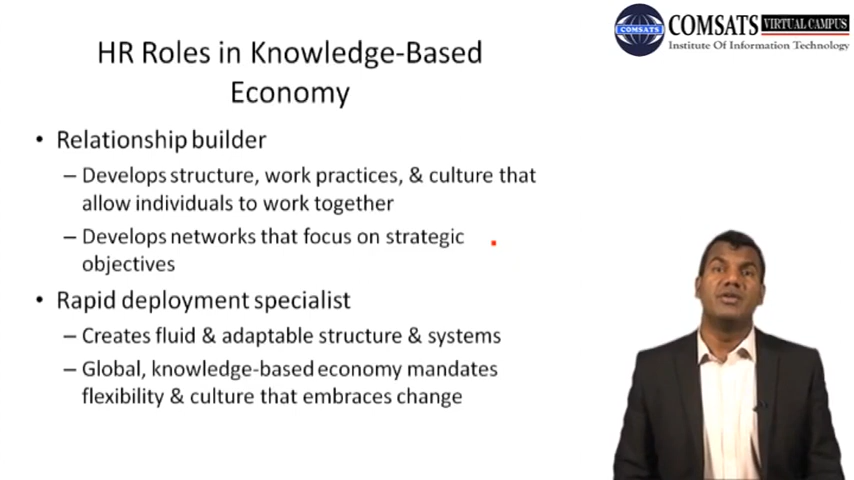 COMSATS VIRTUAL CAMPUS
COMSATS
Institute Of Information Technology
HR Roles in Knowledge-Based
Economy
• Relationship builder
– Develops structure, work practices, & culture that
allow individuals to work together
– Develops networks that focus on strategic
objectives
• Rapid deployment specialist
– Creates fluid & adaptable structure & systems
– Global, knowledge-based economy mandates
flexibility & culture that embraces change